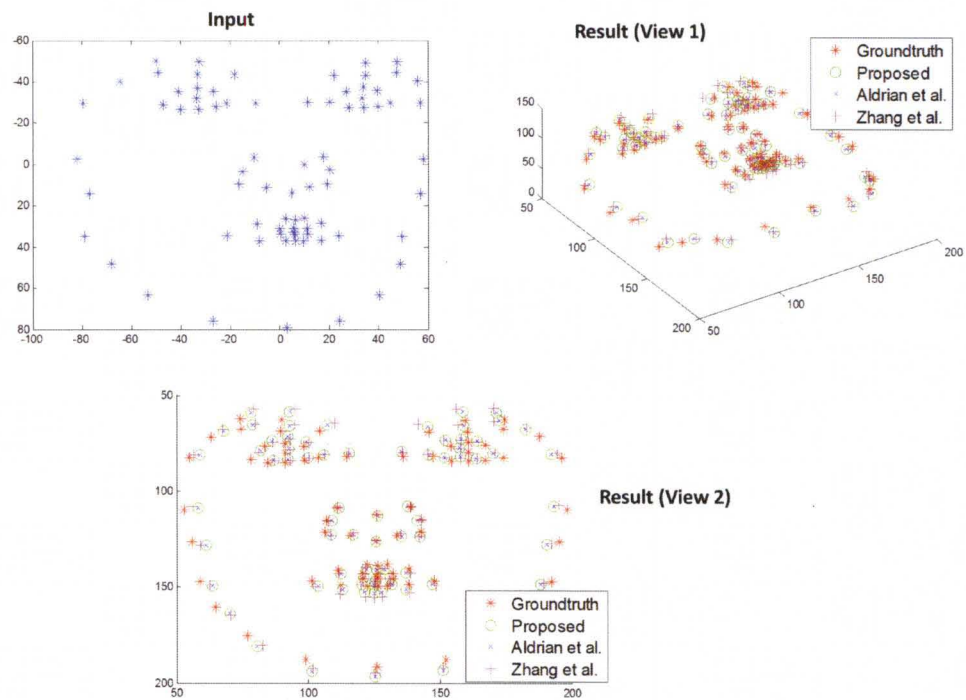 Input
-60
-40
-20
0
20
40
60
80
-100 -80 -60 -40 -20 0 20 40 60
Result (View 1)
Groundtruth
Proposed
Aldrian et al.
Zhang et al.
150
100
50
0
50
100
150
200
50
100
150
200
50
100
150
200
50 100 150 200
Result (View 2)
Groundtruth
Proposed
Aldrian et al.
Zhang et al.